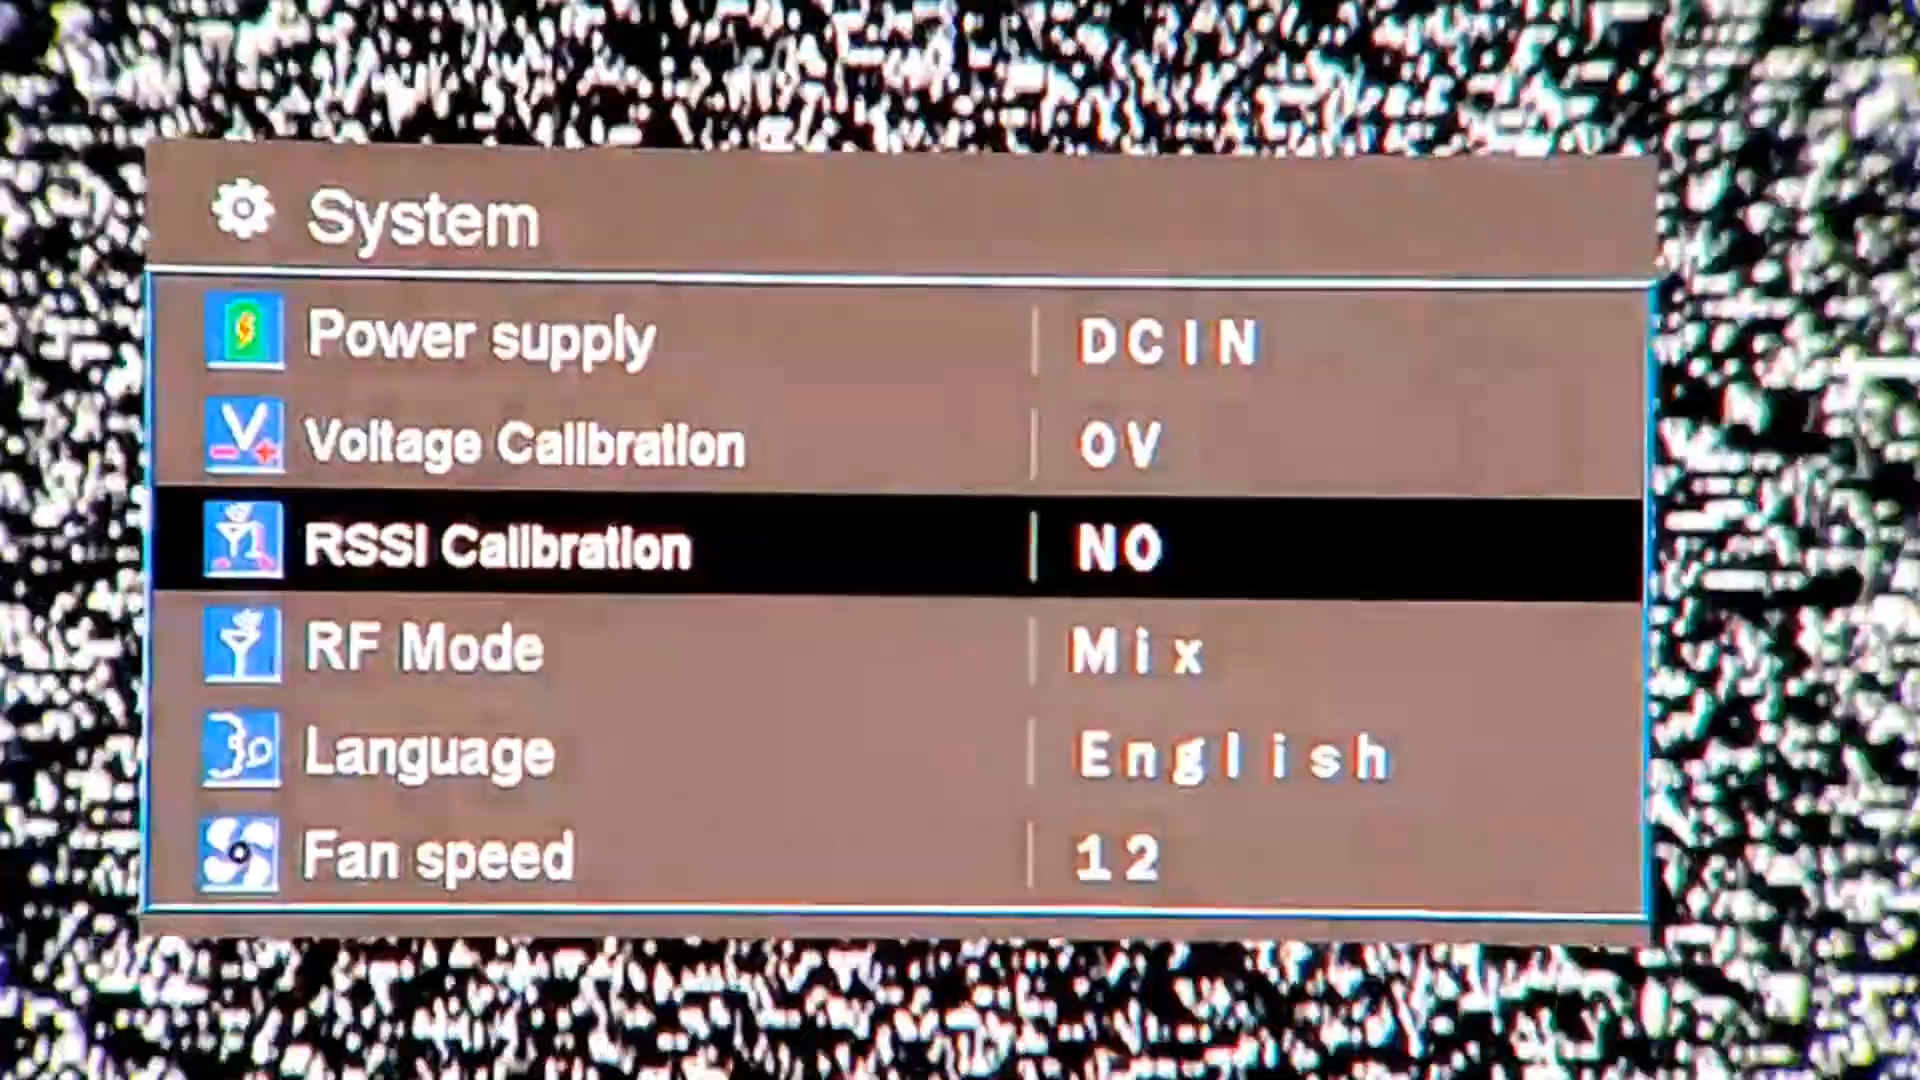 System
Power supply DCIN
Voltage Calibration 0V
RSSI Calibration NO
RF Mode Mix
Language English
Fan speed 12